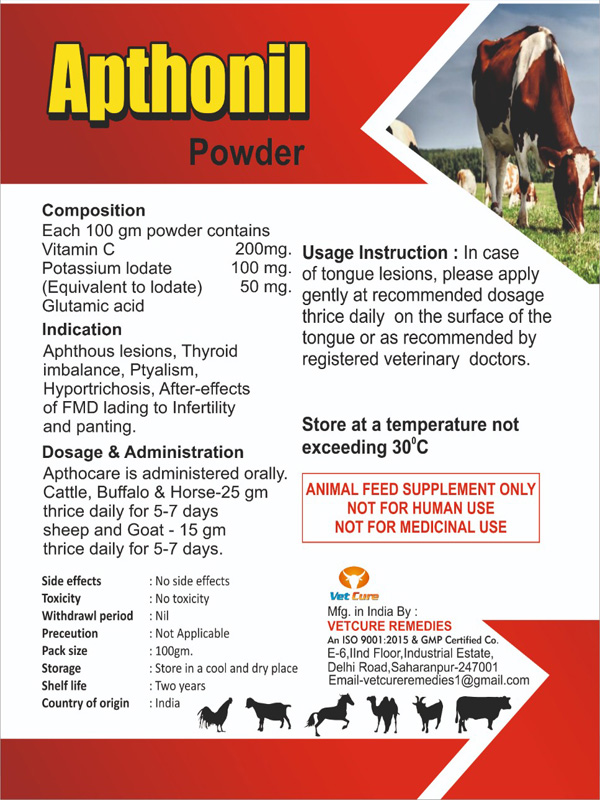 Apthonil
Powder
Composition
Each 100 gm powder contains
Vitamin C 200mg.
Potassium Iodate 100 mg.
(Equivalent to Iodate) 50 mg.
Glutamic acid
Indication
Aphthous lesions, Thyroid
imbalance, Ptyalism,
Hyportrichosis, After-effects
of FMD lading to Infertility
and panting.
Dosage & Administration
Apthocare is administered orally.
Cattle, Buffalo & Horse-25 gm
thrice daily for 5-7 days
sheep and Goat - 15 gm
thrice daily for 5-7 days.
Usage Instruction : In case
of tongue lesions, please apply
gently at recommended dosage
thrice daily on the surface of the
tongue or as recommended by
registered veterinary doctors.
Store at a temperature not
exceeding 30⁰C
ANIMAL FEED SUPPLEMENT ONLY
NOT FOR HUMAN USE
NOT FOR MEDICINAL USE
Side effects : No side effects
Toxicity : No toxicity
Withdrawl period : Nil
Preceution : Not Applicable
Pack size : 100gm.
Storage : Store in a cool and dry place
Shelf life : Two years
Country of origin : India
Vet Cure
Mfg. in India By :
VETCURE REMEDIES
An ISO 9001:2015 & GMP Certified Co.
E-6,IInd Floor,Industrial Estate,
Delhi Road,Saharanpur-247001
Email-vetcureremedies1@gmail.com